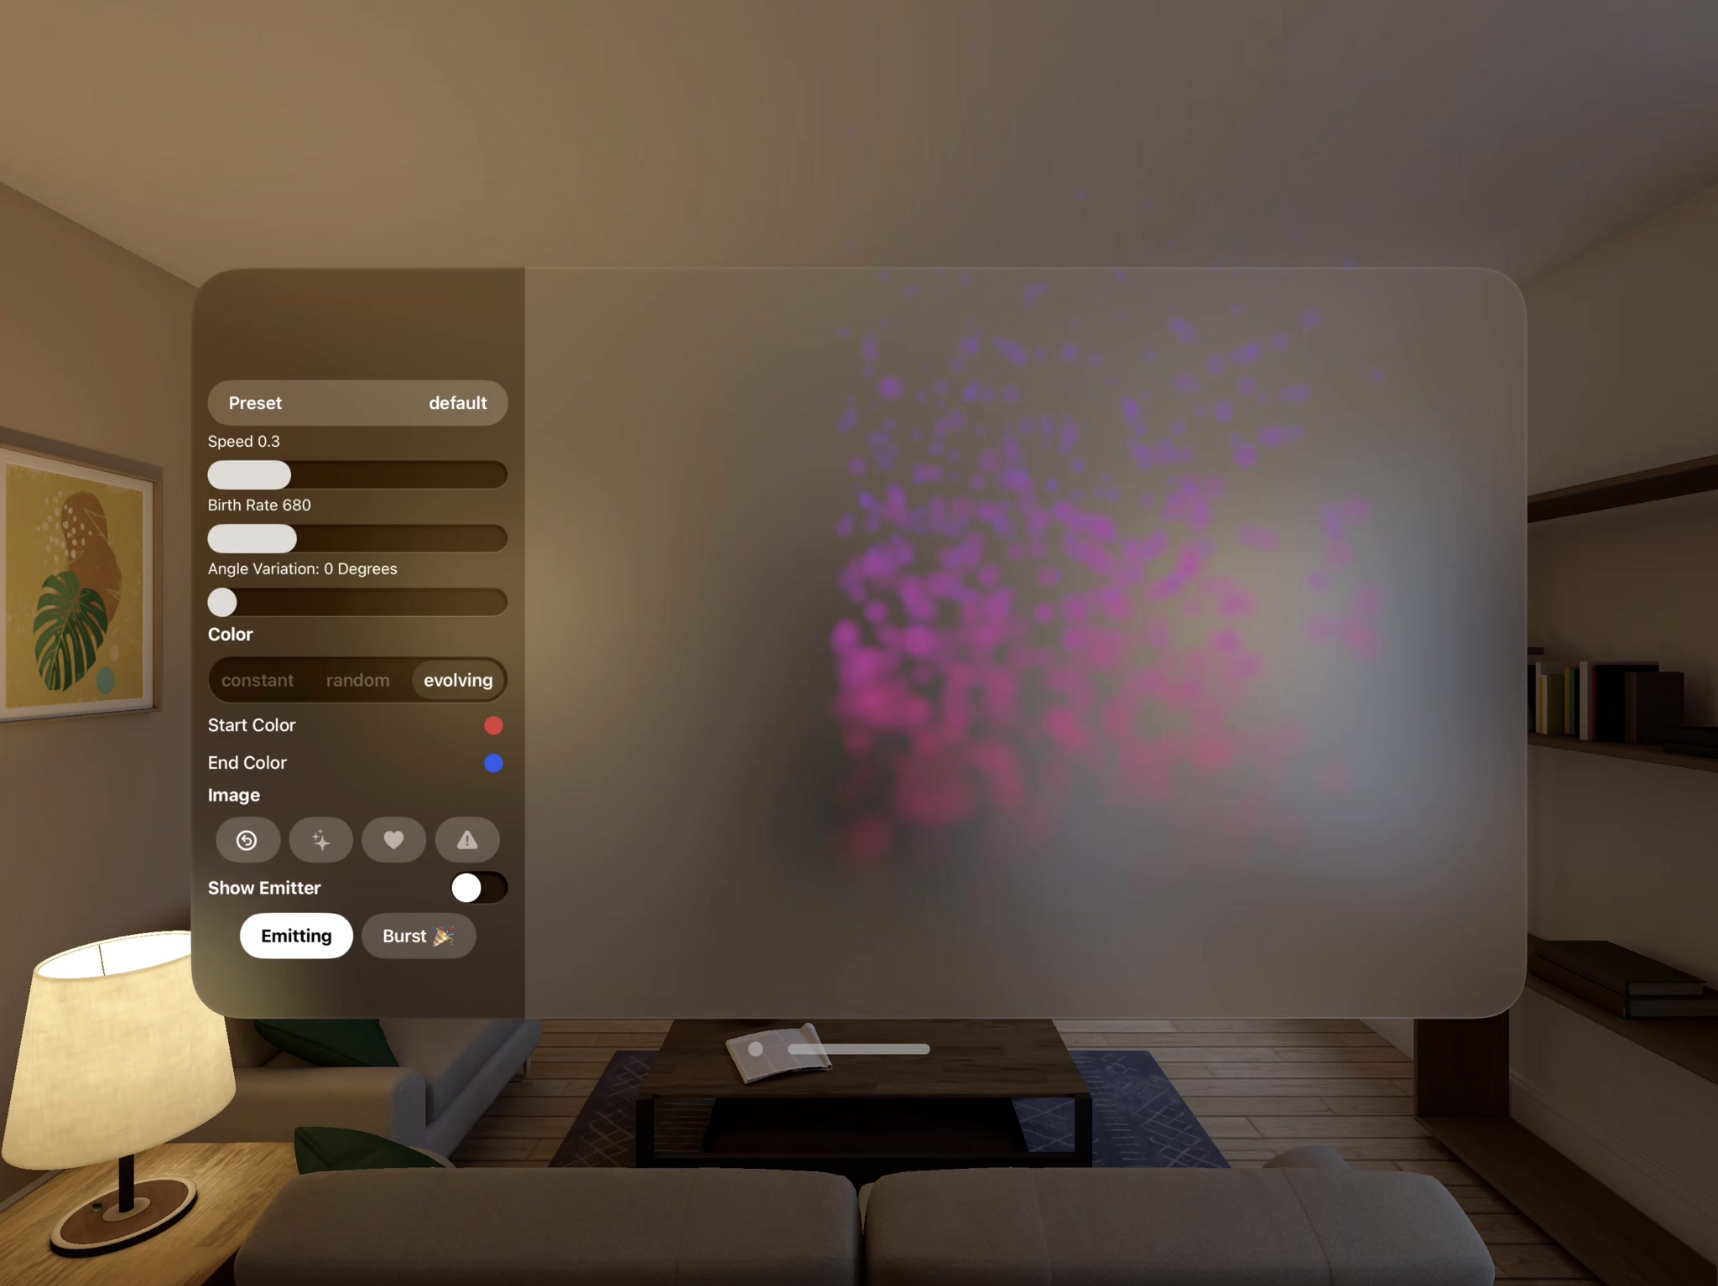 Preset default
Speed 0.3
Birth Rate 680
Angle Variation: 0 Degrees
Color
constant random evolving
Start Color
End Color
Image
Show Emitter
Emitting Burst 🎉